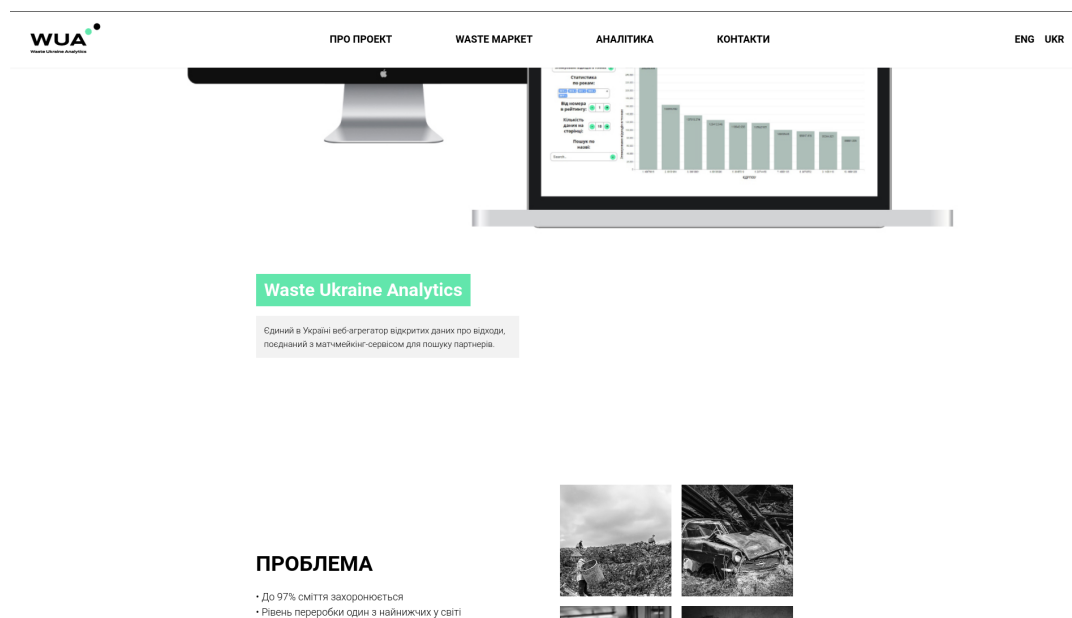 WUA
Waste Ukraine Analytics
ПРО ПРОЕКТ
WASTE МАРКЕТ
АНАЛІТИКА
КОНТАКТИ
ENG UKR
Статистика
по рокам:
Від номера
в рейтингу:
1
Кількість
даних на
сторінці:
10
Пошук по
назві:
Search...
Waste Ukraine Analytics
Єдиний в Україні веб-агрегатор відкритих даних про відходи,
поєднаний з матчмейкінг-сервісом для пошуку партнерів.
ПРОБЛЕМА
• До 97% сміття захоронюється
• Рівень переробки один з найнижчих у світі